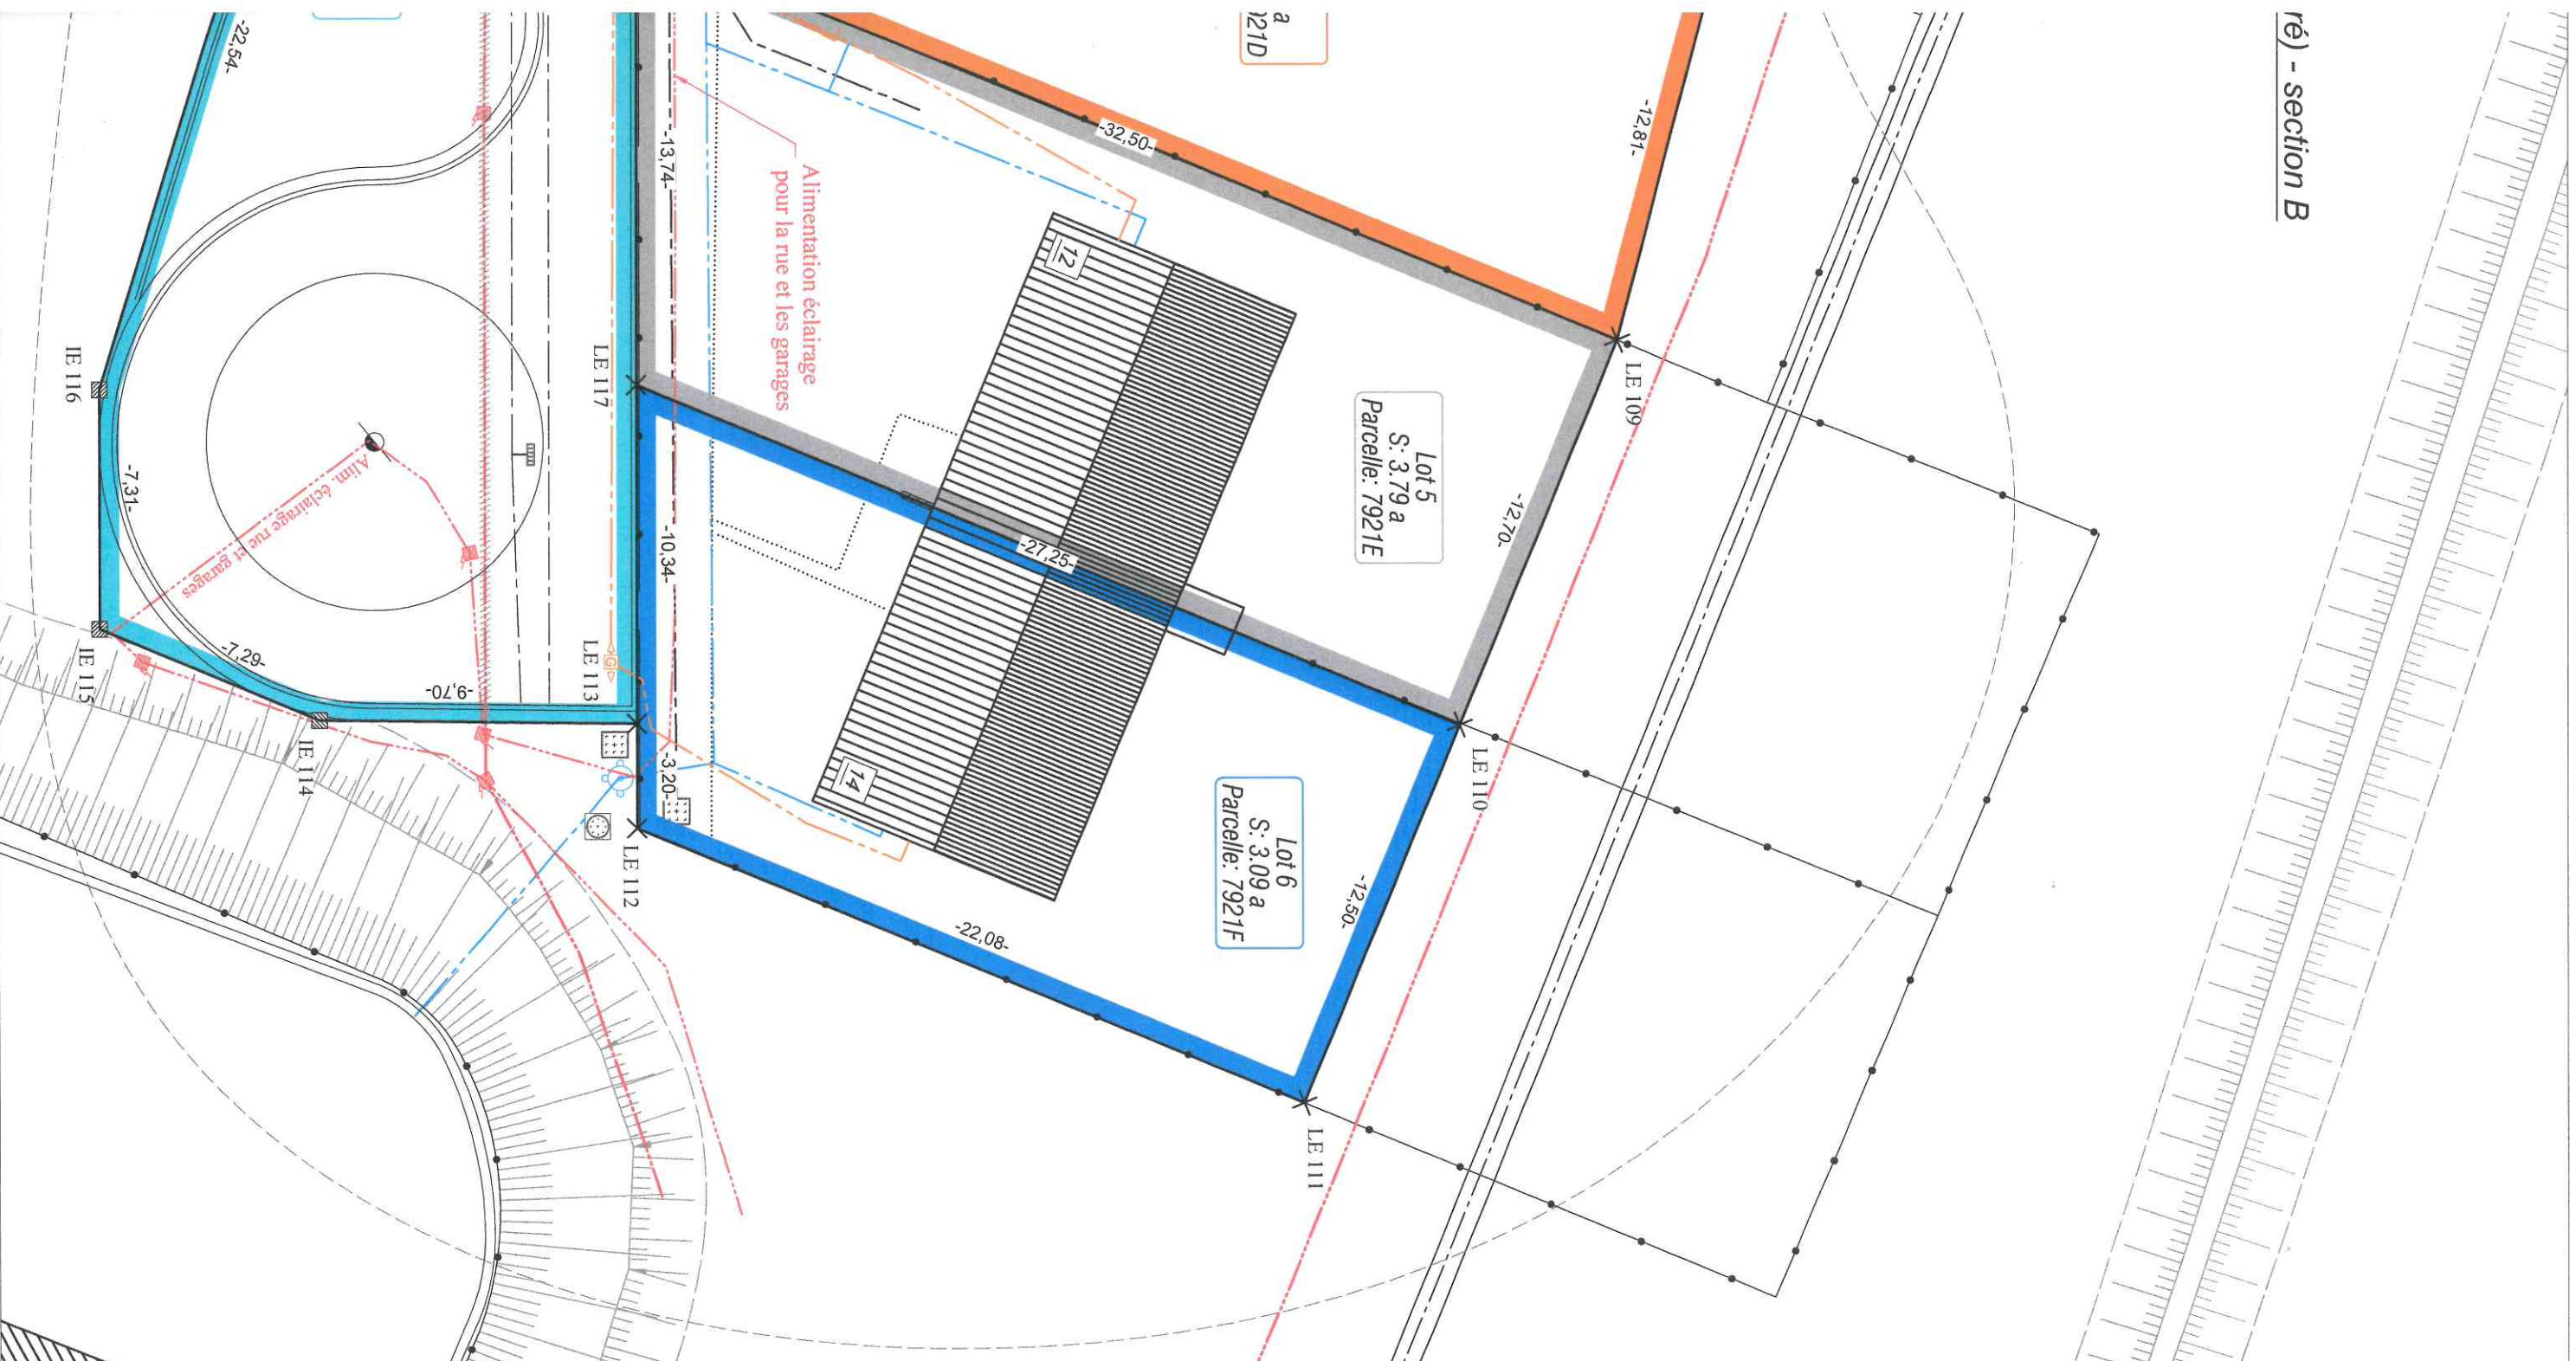 ré) - section B
a
921D
-22,54-
-13,74-
-32,50-
-12,81-
Alimentation éclairage
pour la rue et les garages
12
LE 109
LE 117
IE 116
Lot 5
S: 3.79 a
Parcelle: 7921E
-12,70-
-7,31-
Alim. éclairage rue et garages
-10,34-
-27,25-
G
LE 113
IE 115
-7,29-
-9,70-
IE 114
-3,20-
14
LE 110
Lot 6
S: 3.09 a
Parcelle: 7921F
-12,50-
LE 112
-22,08-
LE 111